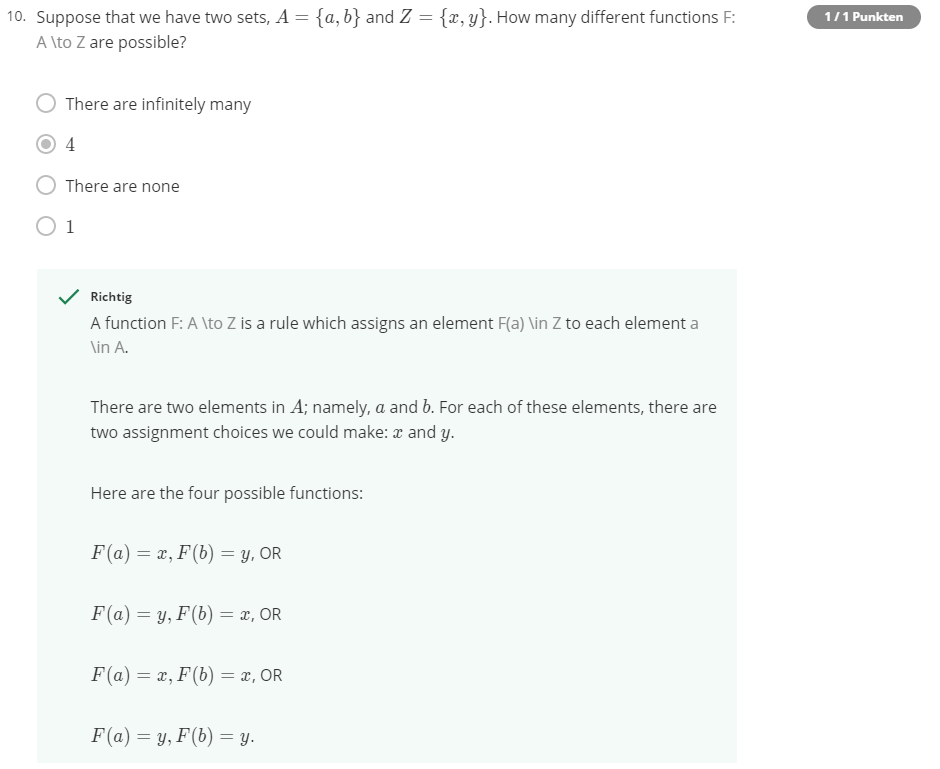 10. Suppose that we have two sets, A = {a, b} and Z = {x, y}. How many different functions F:
1 / 1 Punkten
A \to Z are possible?
There are infinitely many
4
There are none
1
Richtig
A function F: A \to Z is a rule which assigns an element F(a) \in Z to each element a
\in A.
There are two elements in A; namely, a and b. For each of these elements, there are
two assignment choices we could make: x and y.
Here are the four possible functions:
F(a) = x, F(b) = y, OR
F(a) = y, F(b) = x, OR
F(a) = x, F(b) = x, OR
F(a) = y, F(b) = y.